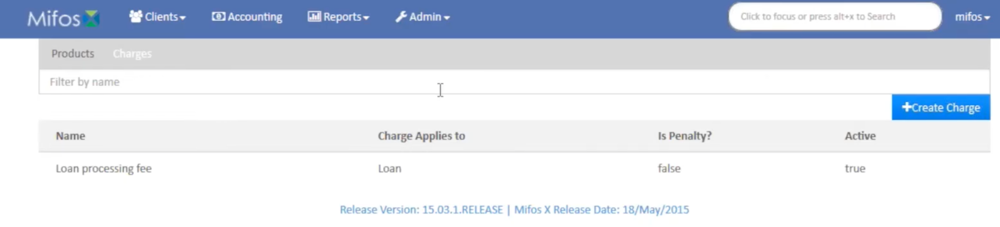 Mifos Clients Accounting Reports Admin Click to focus or press alt+x to Search mifos
Products Charges
Filter by name
+Create Charge
Name Charge Applies to Is Penalty? Active
Loan processing fee Loan false true
Release Version: 15.03.1.RELEASE | Mifos X Release Date: 18/May/2015